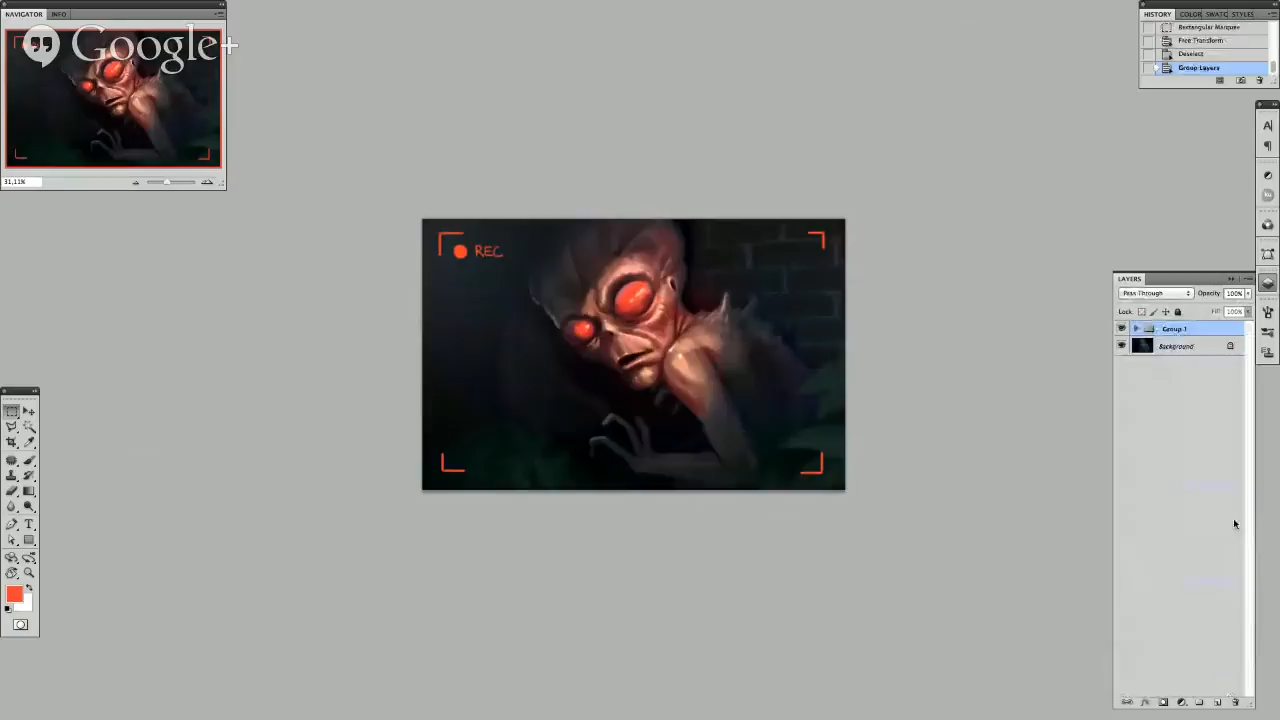 NAVIGATOR INFO
Google+
31,11%
REC
HISTORY COLOR SWATC STYLES
Rectangular Marquee
Free Transform
Deselect
Group Layers
LAYERS
Pass Through Opacity: 100%
Lock: Fill: 100%
Group 1
Background